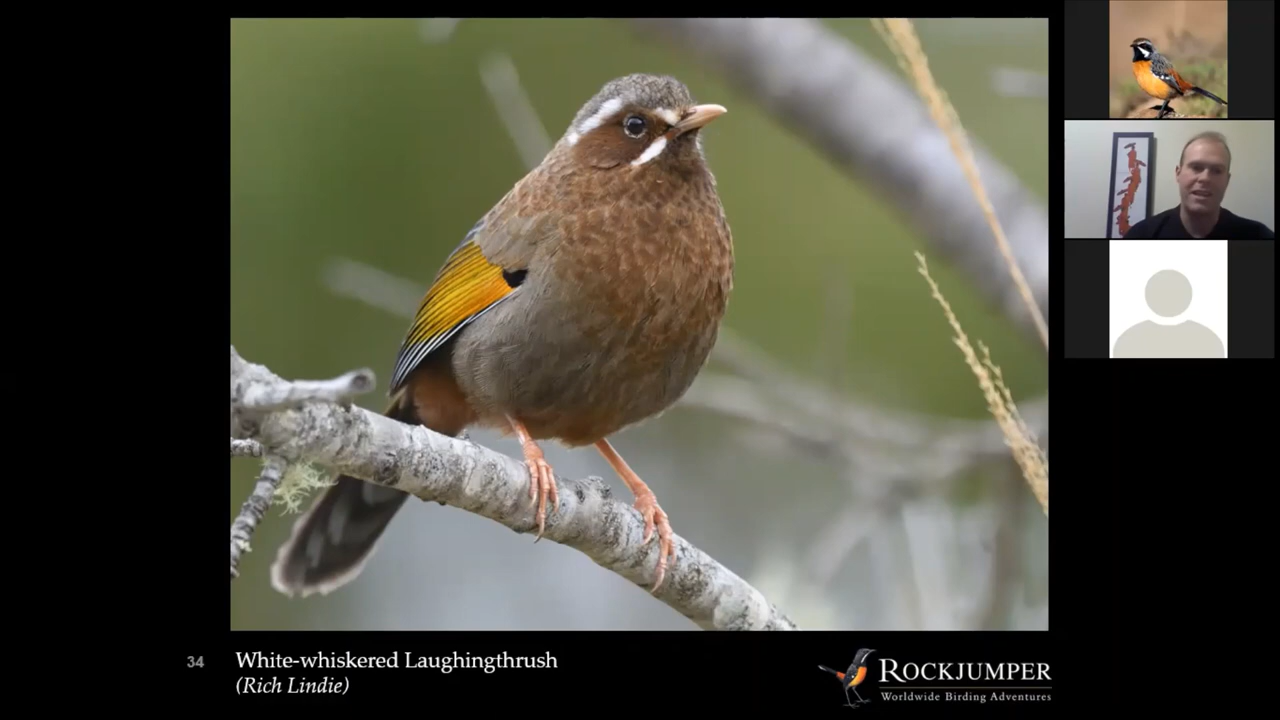 34
White-whiskered Laughingthrush
(Rich Lindie)
ROCKJUMPER
Worldwide Birding Adventures